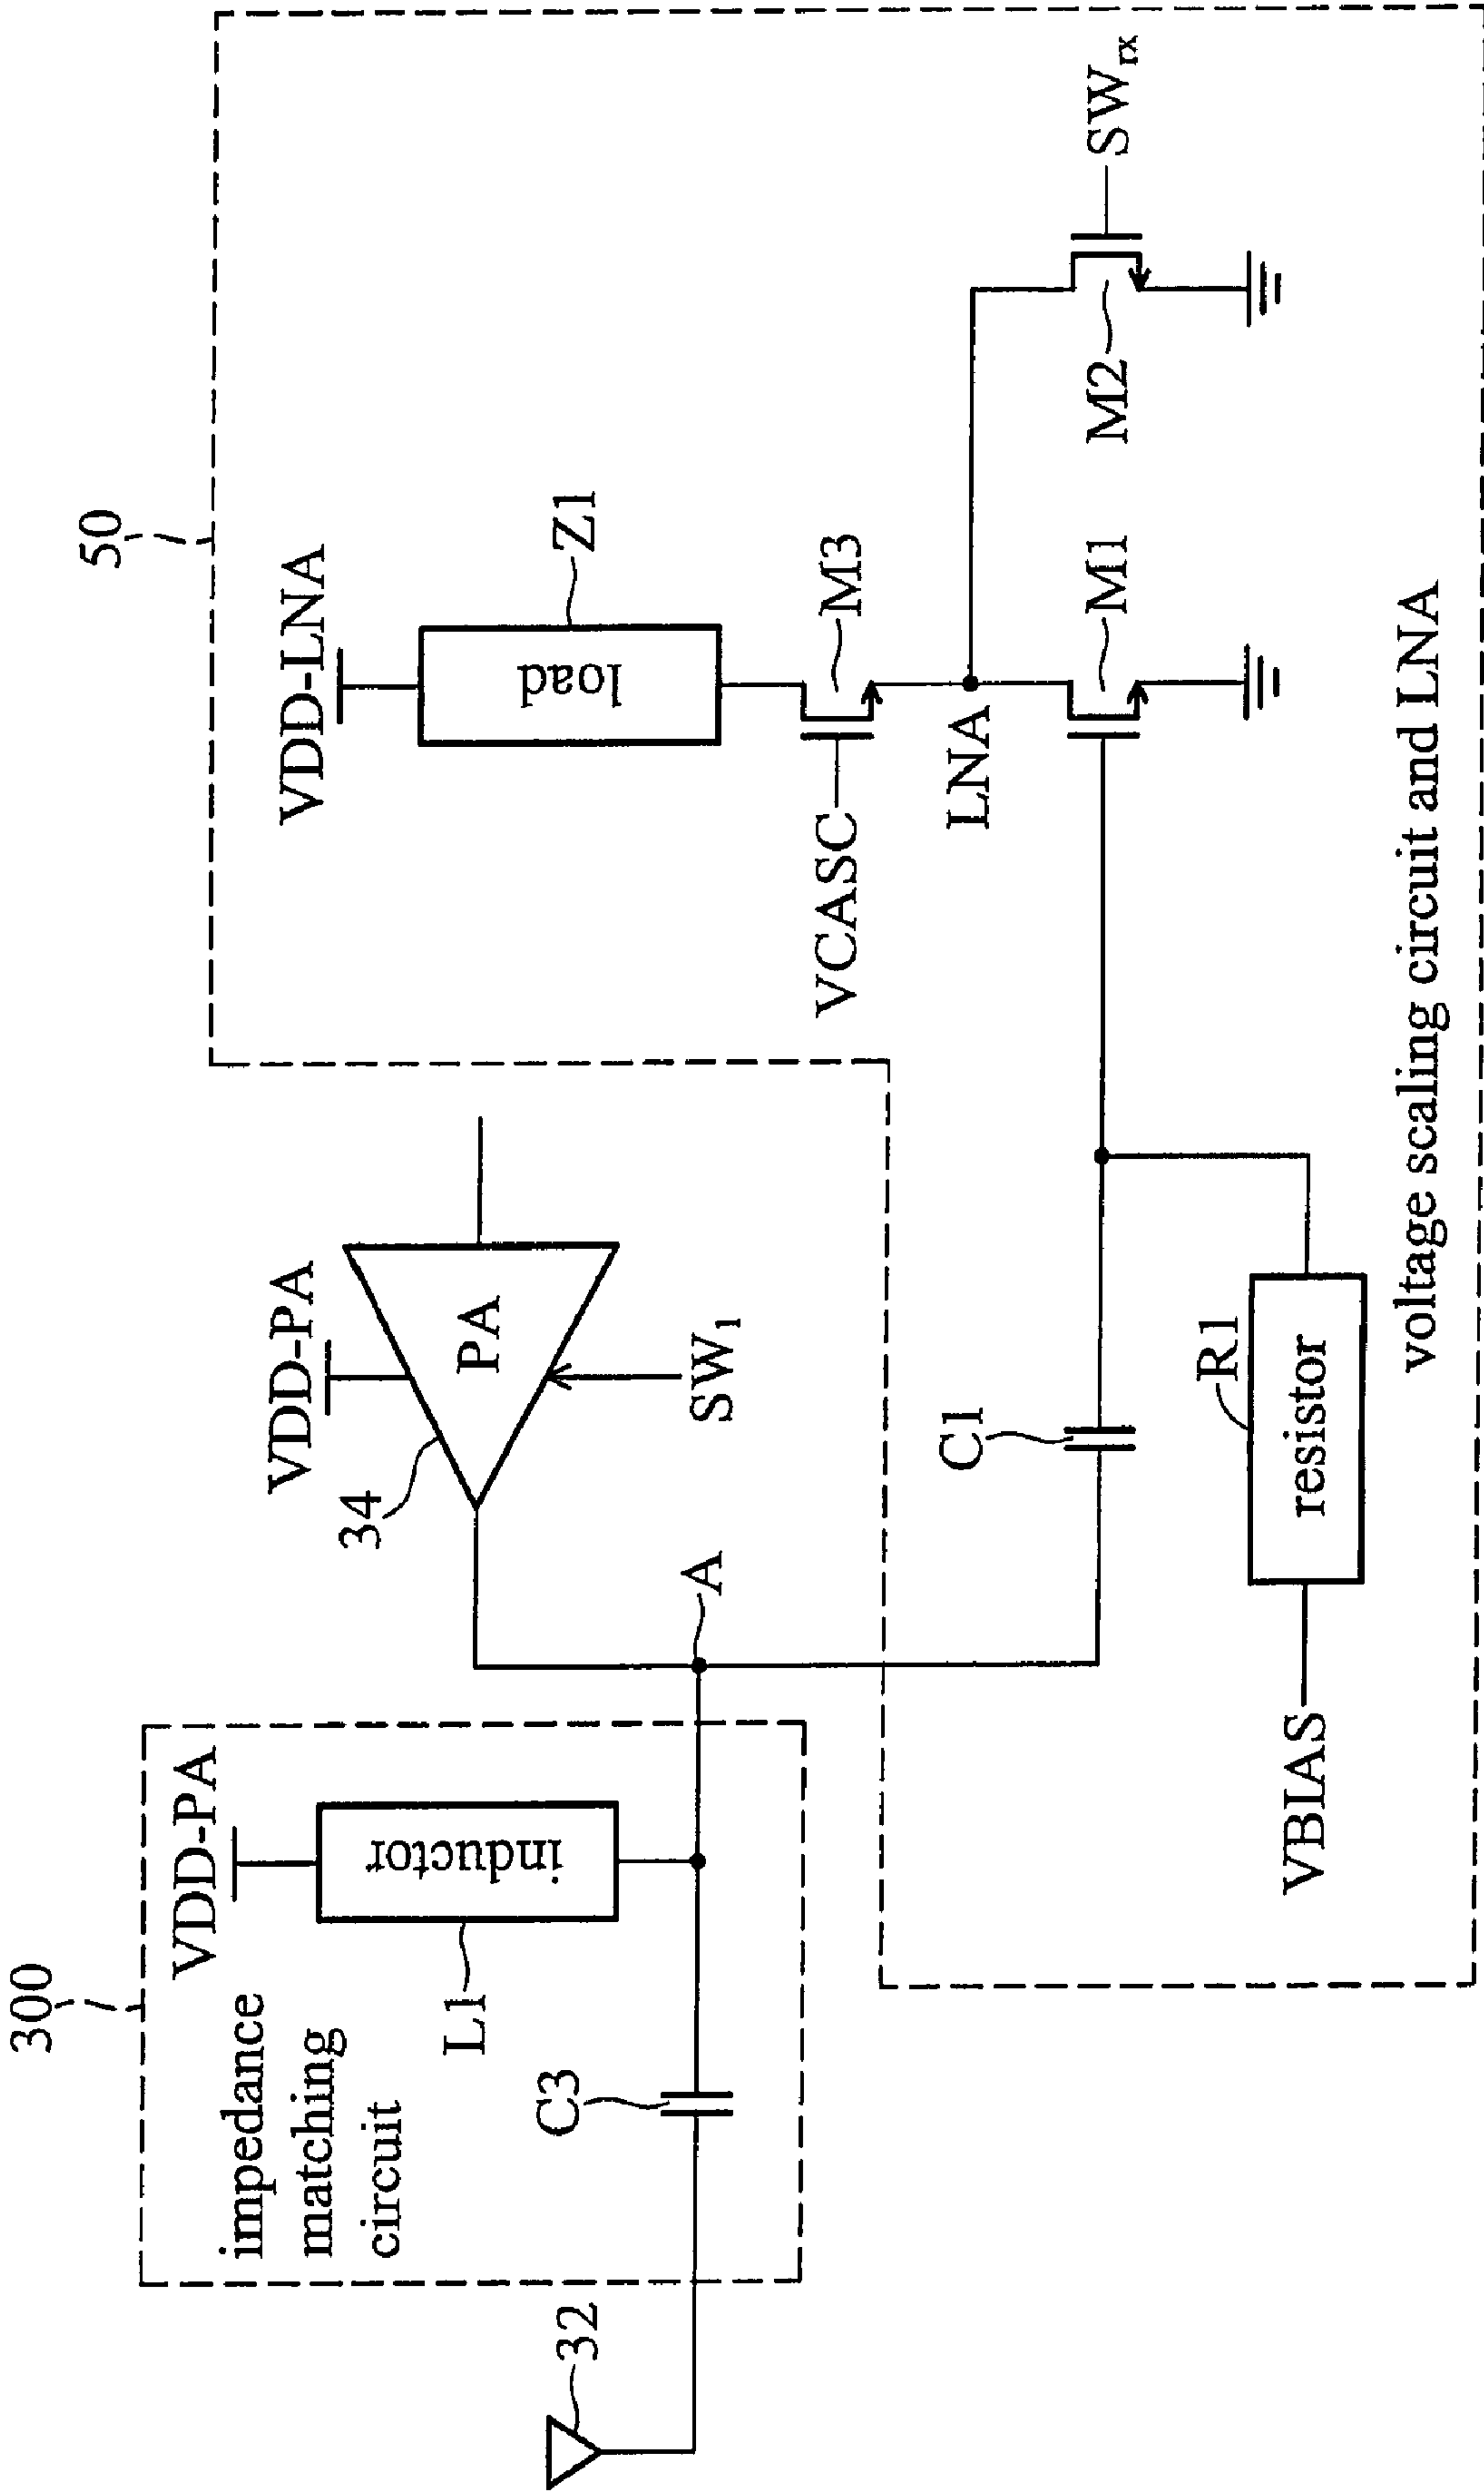 300
impedance
matching
circuit
VDD-PA
inductor
L1
C3
32
VDD-PA
PA
34
SW1
A
50
VDD-LNA
load
Z1
VCASC
M3
LNA
M1
M2
SWrx
C1
R1
resistor
VBIAS
voltage scaling circuit and LNA